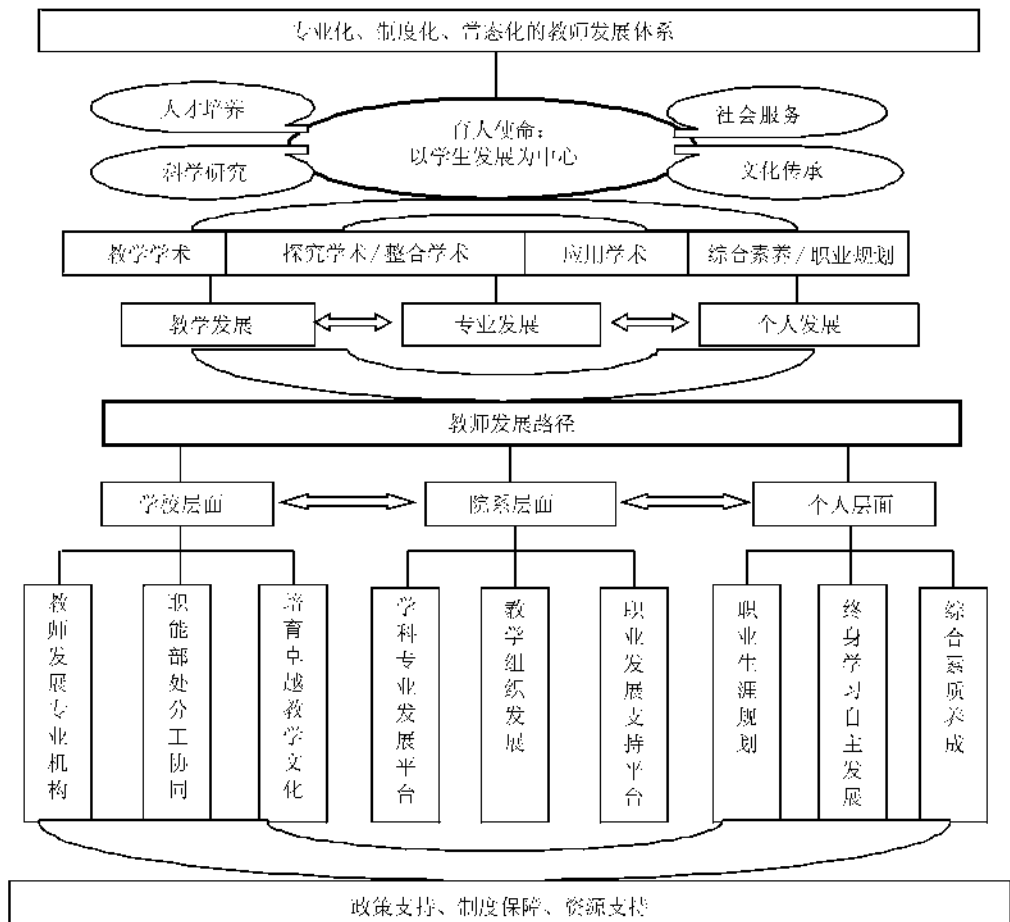 专业化、制度化、常态化的教师发展体系
人才培养
社会服务
育人使命：
以学生发展为中心
科学研究
文化传承
教学学术
探究学术/整合学术
应用学术
综合素养/职业规划
教学发展
专业发展
个人发展
教师发展路径
学校层面
院系层面
个人层面
教师发展专业机构
职能部处分工协同
培育卓越教学文化
学科专业发展平台
教学组织发展
职业发展支持平台
职业生涯规划
终身学习自主发展
综合素质养成
政策支持、制度保障、资源支持